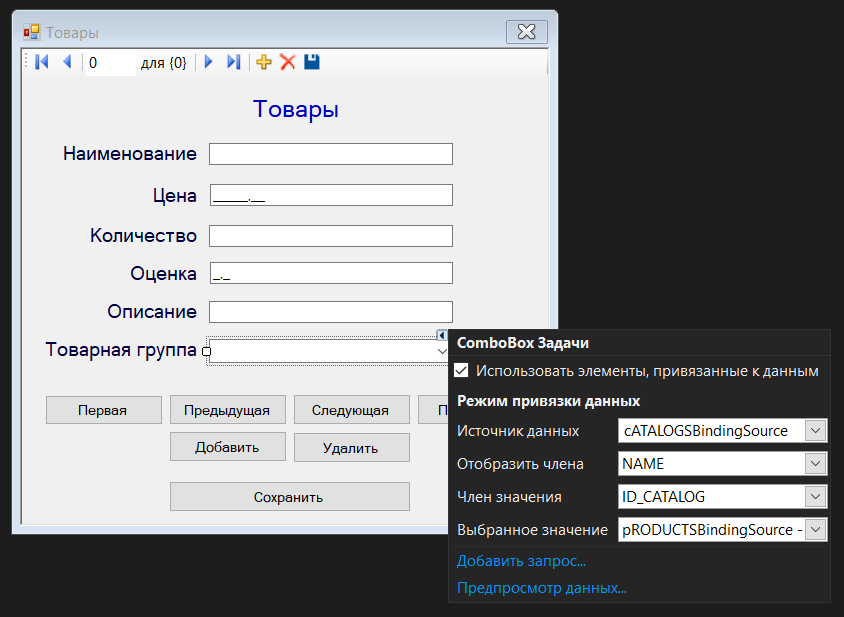 Товары
0 для {0}
Товары
Наименование
Цена _____.__
Количество
Оценка _._
Описание
Товарная группа
Первая Предыдущая Следующая П
Добавить Удалить
Сохранить
ComboBox Задачи
Использовать элементы, привязанные к данным
Режим привязки данных
Источник данных cATALOGSBindingSource
Отобразить члена NAME
Член значения ID_CATALOG
Выбранное значение pRODUCTSBindingSource -
Добавить запрос...
Предпросмотр данных...